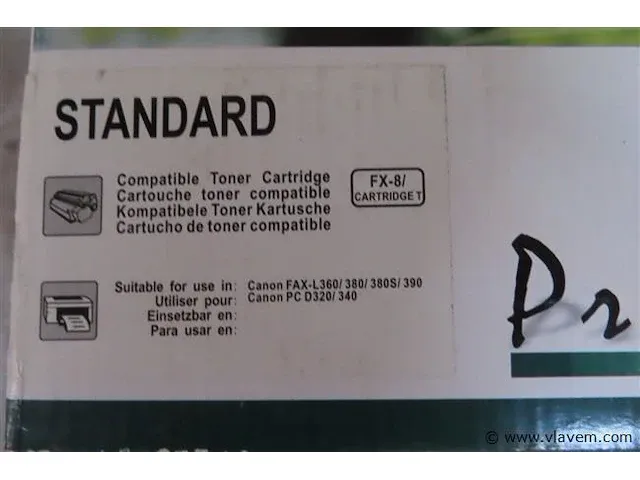 STANDARD
Compatible Toner Cartridge
Cartouche toner compatible
Kompatibele Toner Kartusche
Cartucho de toner compatible
FX-8/
CARTRIDGE T
Suitable for use in: Canon FAX-L360/ 380/ 380S/ 390
Utiliser pour: Canon PC D320/ 340
Einsetzbar en:
Para usar en:
© www.vlavem.com